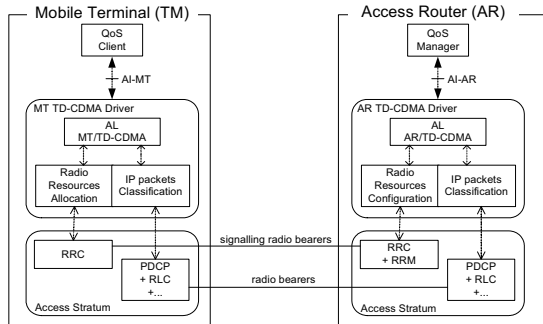 Mobile Terminal (TM)
QoS
Client
AI-MT
MT TD-CDMA Driver
AL
MT/TD-CDMA
Radio
Resources
Allocation
IP packets
Classification
RRC
PDCP
+ RLC
+...
Access Stratum
signalling radio bearers
radio bearers
Access Router (AR)
QoS
Manager
AI-AR
AR TD-CDMA Driver
AL
AR/TD-CDMA
Radio
Resources
Configuration
IP packets
Classification
RRC
+ RRM
PDCP
+ RLC
+...
Access Stratum